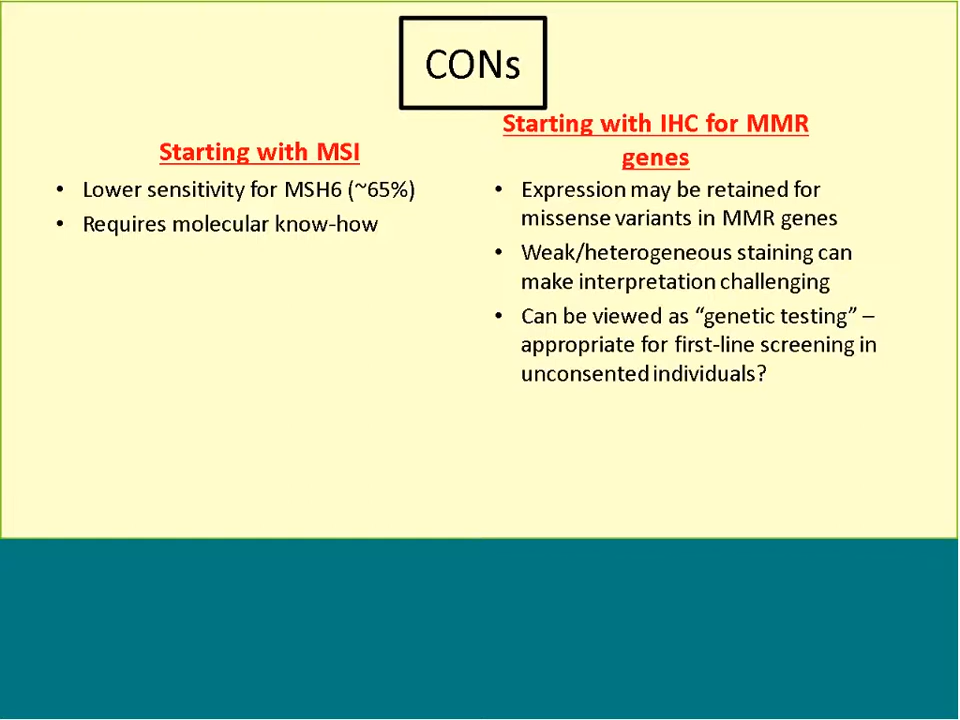 CONs
Starting with MSI
• Lower sensitivity for MSH6 (~65%)
• Requires molecular know-how
Starting with IHC for MMR
genes
• Expression may be retained for
missense variants in MMR genes
• Weak/heterogeneous staining can
make interpretation challenging
• Can be viewed as “genetic testing” –
appropriate for first-line screening in
unconsented individuals?